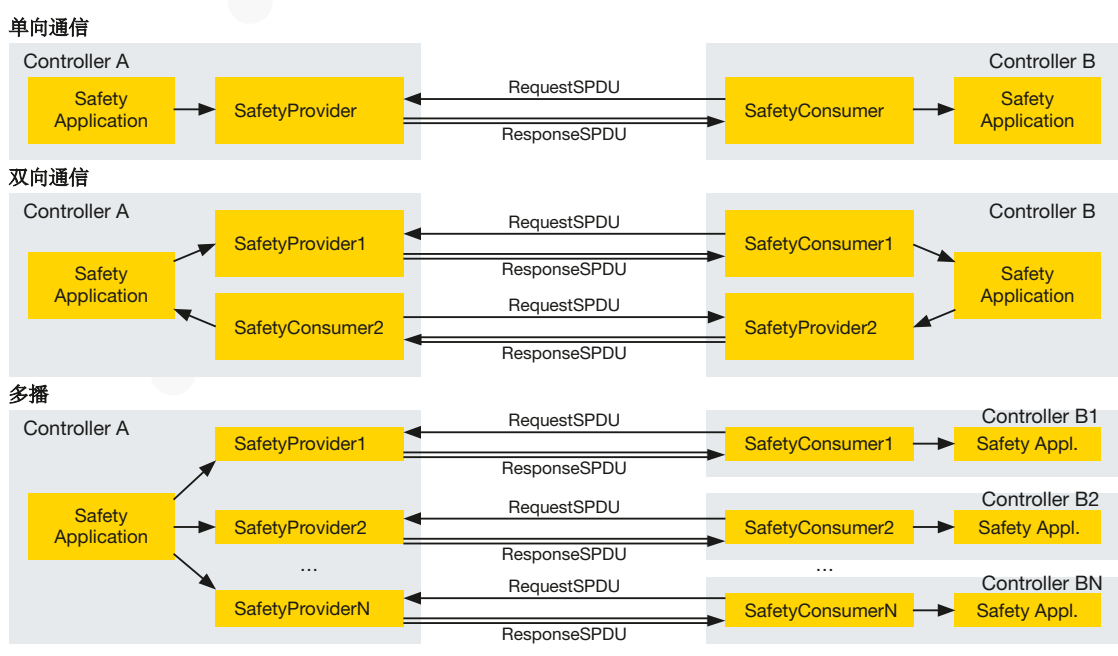 单向通信
Controller A
Controller B
Safety
Application
SafetyProvider
RequestSPDU
ResponseSPDU
SafetyConsumer
Safety
Application
双向通信
Controller A
Controller B
Safety
Application
SafetyProvider1
RequestSPDU
ResponseSPDU
SafetyConsumer1
SafetyConsumer2
RequestSPDU
ResponseSPDU
SafetyProvider2
Safety
Application
多播
Controller A
Safety
Application
SafetyProvider1
RequestSPDU
ResponseSPDU
SafetyConsumer1
Controller B1
Safety Appl.
SafetyProvider2
RequestSPDU
ResponseSPDU
SafetyConsumer2
Controller B2
Safety Appl.
...
...
SafetyProviderN
RequestSPDU
ResponseSPDU
SafetyConsumerN
Controller BN
Safety Appl.